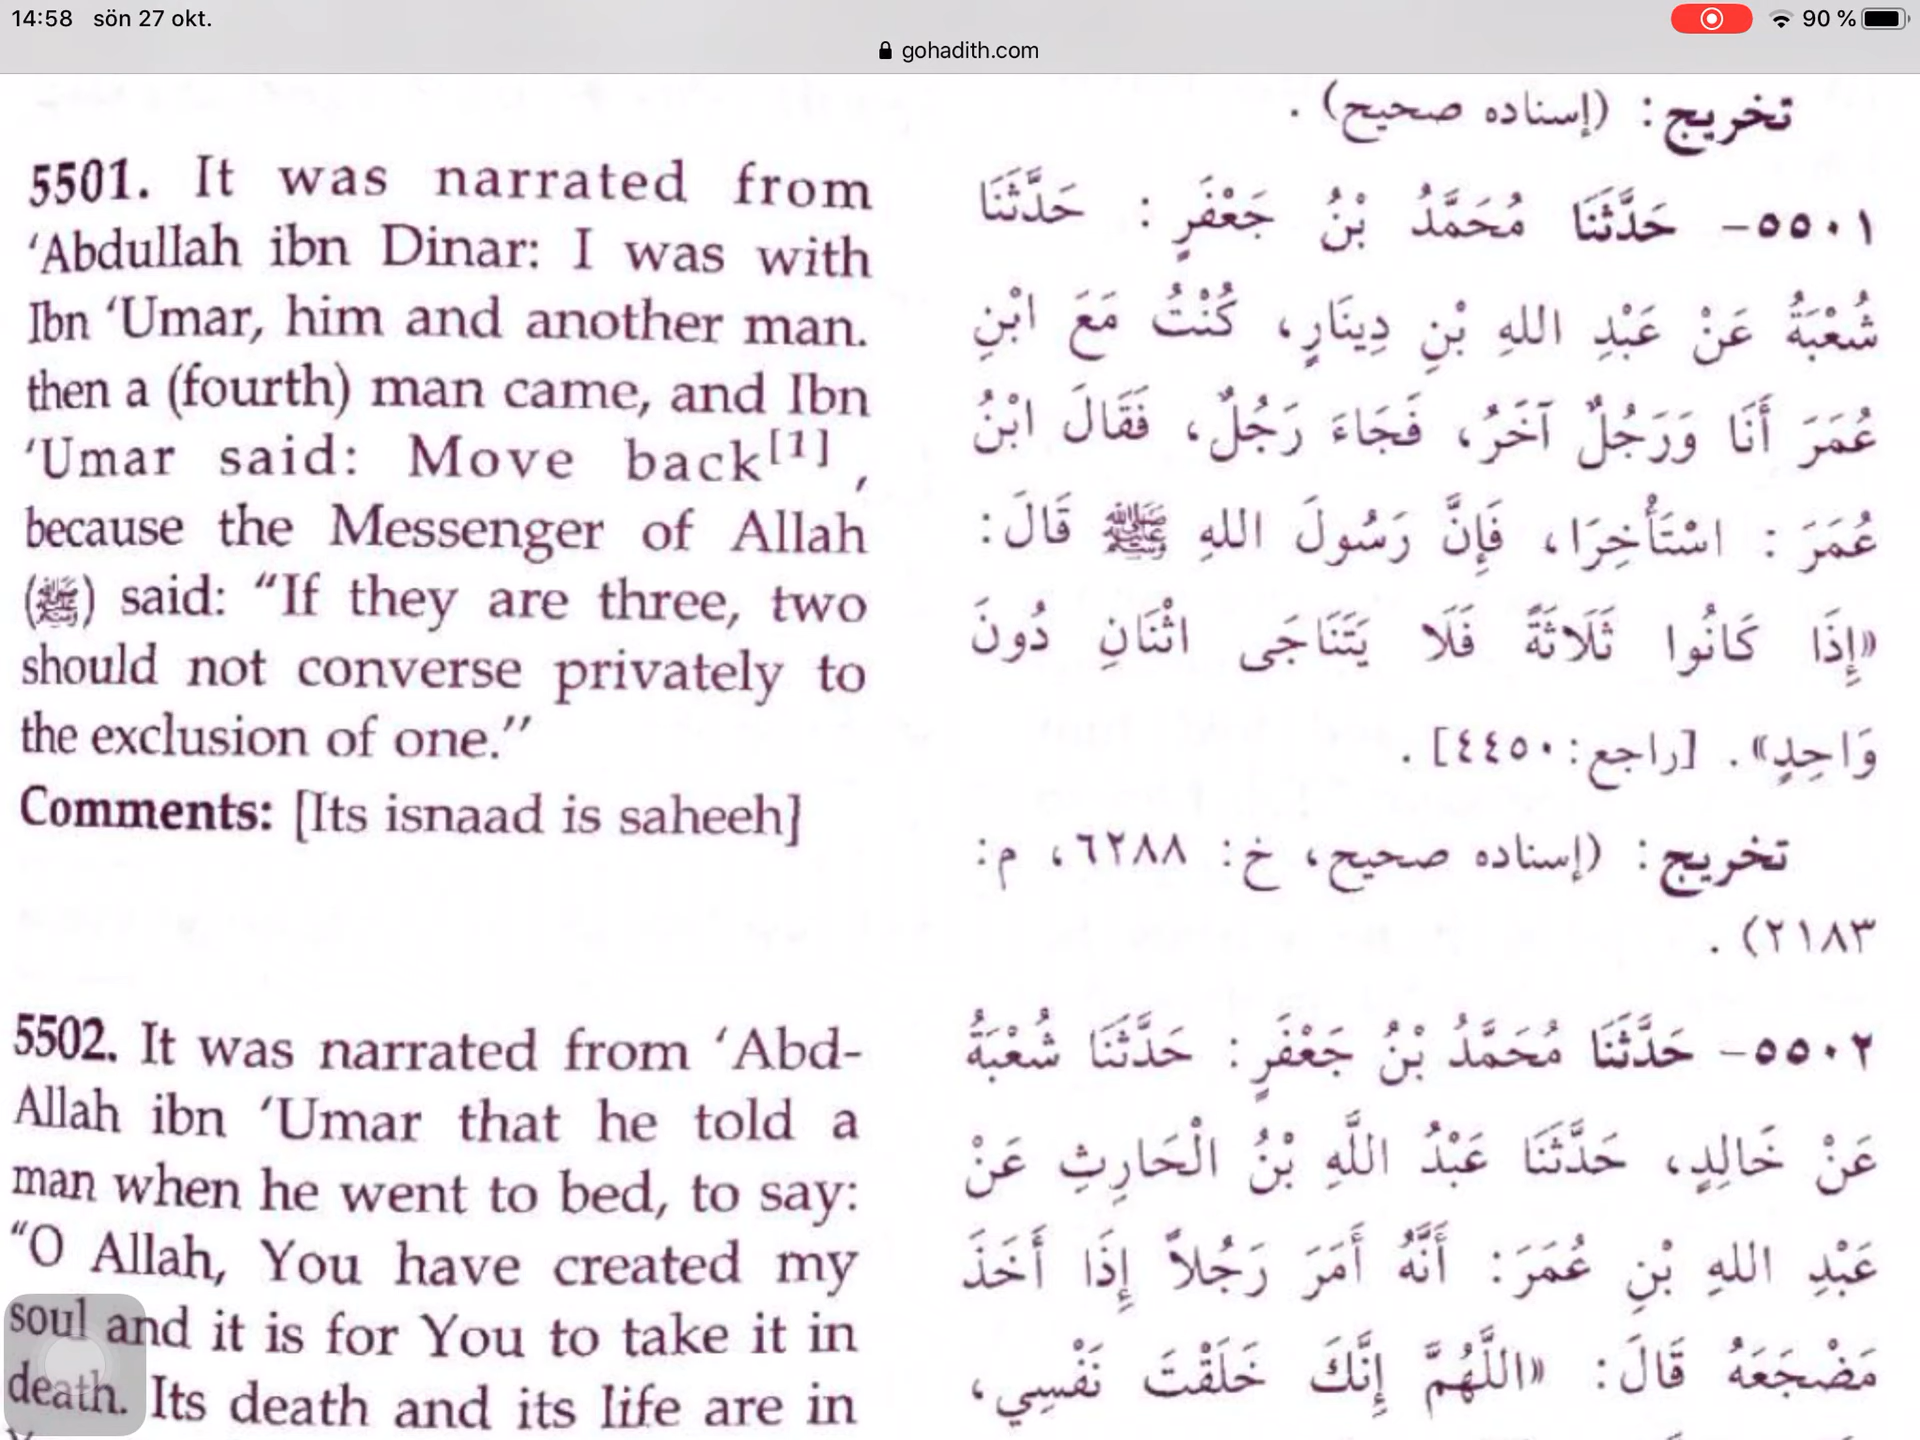 14:58 sön 27 okt.
90 %
gohadith.com
5501. It was narrated from
‘Abdullah ibn Dinar: I was with
Ibn ‘Umar, him and another man.
then a (fourth) man came, and Ibn
‘Umar said: Move back[1] ,
because the Messenger of Allah
(ﷺ) said: “If they are three, two
should not converse privately to
the exclusion of one.”
Comments: [Its isnaad is saheeh]
5502. It was narrated from ‘Abd-
Allah ibn ‘Umar that he told a
man when he went to bed, to say:
“O Allah, You have created my
soul and it is for You to take it in
death. Its death and its life are in
تخريج: (إسناده صحيح) .
٥٥٠١– حَدَّثَنَا مُحَمَّدُ بْنُ جَعْفَرٍ: حَدَّثَنَا
شُعْبَةُ عَنْ عَبْدِ اللهِ بْنِ دِينَارٍ، كُنْتُ مَعَ ابْنِ
عُمَرَ أَنَا وَرَجُلٌ آخَرُ، فَجَاءَ رَجُلٌ، فَقَالَ ابْنُ
عُمَرَ: اسْتَأْخِرَا، فَإِنَّ رَسُولَ اللهِ ﷺ قَالَ:
«إِذَا كَانُوا ثَلَاثَةً فَلَا يَتَنَاجَى اثْنَانِ دُونَ
وَاحِدٍ». [راجع: ٤٤٥٠].
تخريج: (إسناده صحيح، خ: ٦٢٨٨، م:
٢١٨٣) .
٥٥٠٢– حَدَّثَنَا مُحَمَّدُ بْنُ جَعْفَرٍ: حَدَّثَنَا شُعْبَةُ
عَنْ خَالِدٍ، حَدَّثَنَا عَبْدُ اللَّهِ بْنُ الْحَارِثِ عَنْ
عَبْدِ اللهِ بْنِ عُمَرَ: أَنَّهُ أَمَرَ رَجُلاً إِذَا أَخَذَ
مَضْجَعَهُ قَالَ: «اللَّهُمَّ إِنَّكَ خَلَقْتَ نَفْسِي،